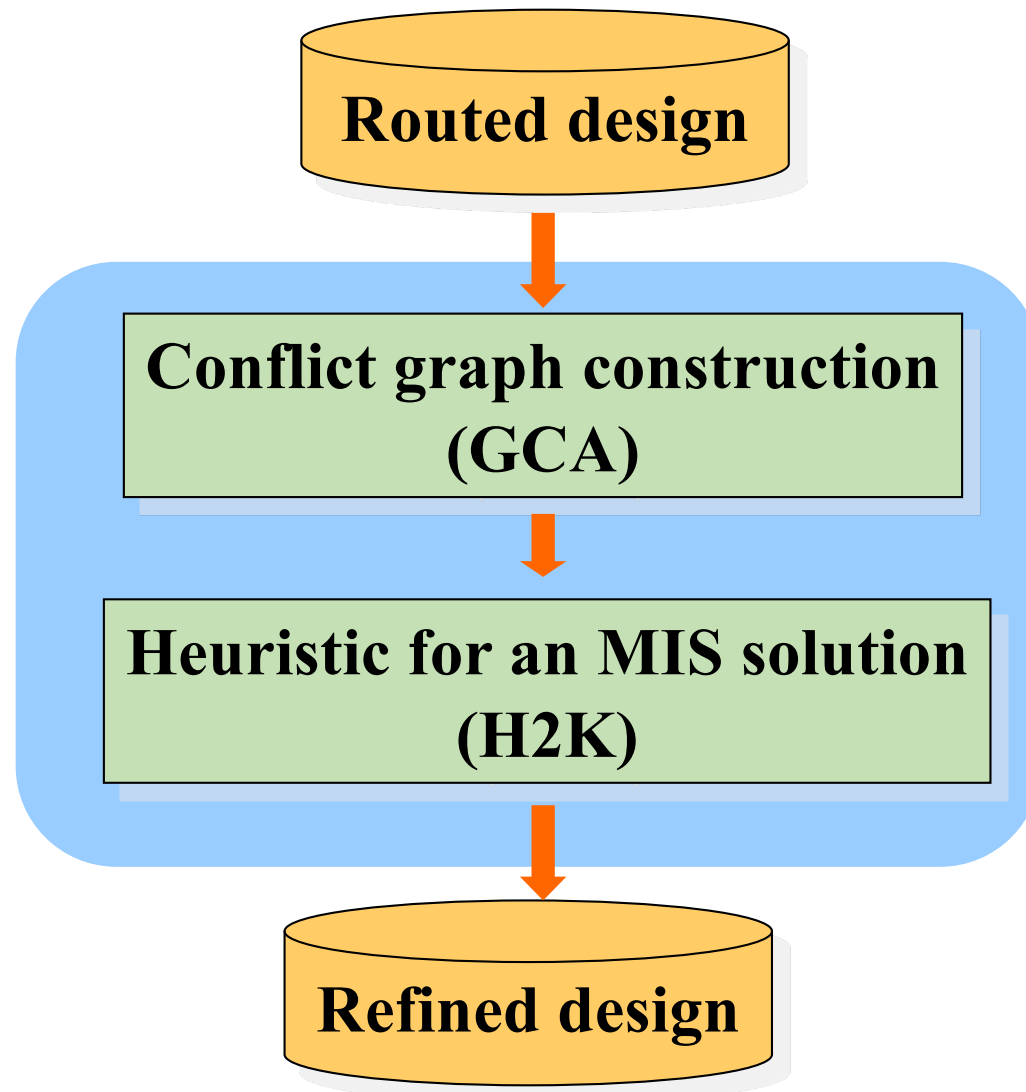 Routed design
Conflict graph construction
(GCA)
Heuristic for an MIS solution
(H2K)
Refined design